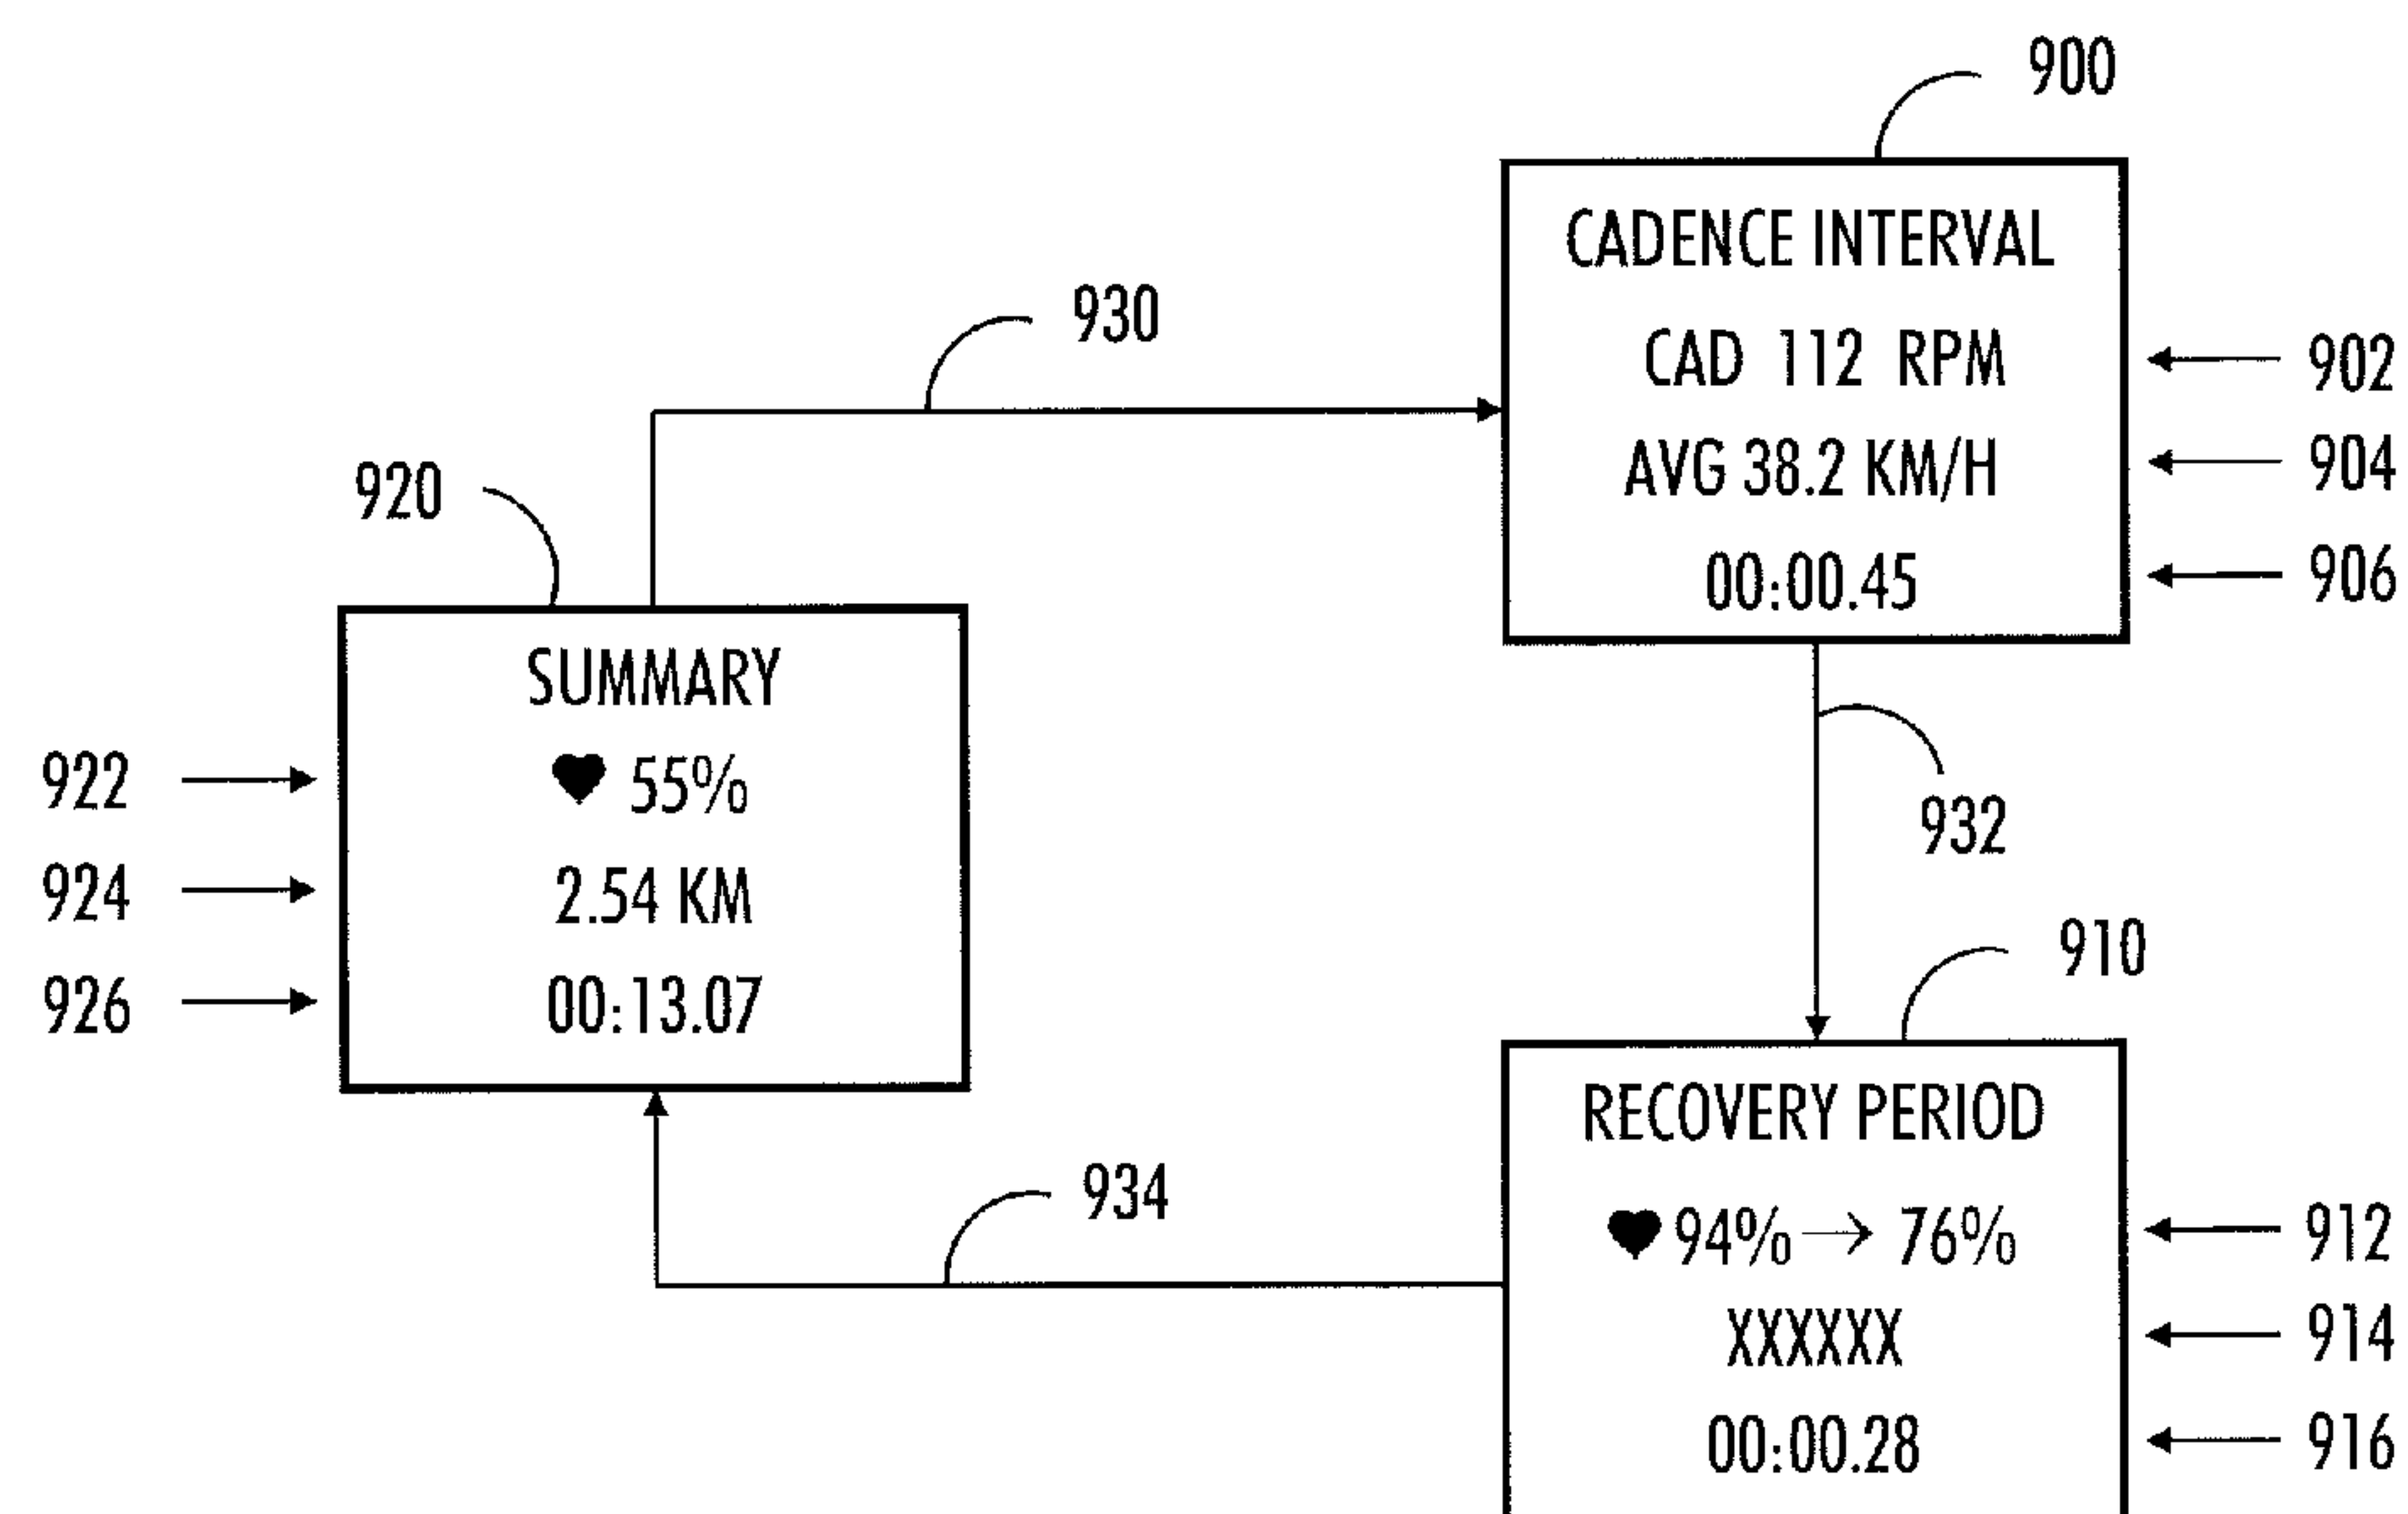 900
CADENCE INTERVAL
CAD 112 RPM
902
AVG 38.2 KM/H
904
00:00.45
906
930
920
SUMMARY
922
♥ 55%
924
2.54 KM
926
00:13.07
932
910
RECOVERY PERIOD
♥ 94% → 76%
912
XXXXXX
914
00:00.28
916
934